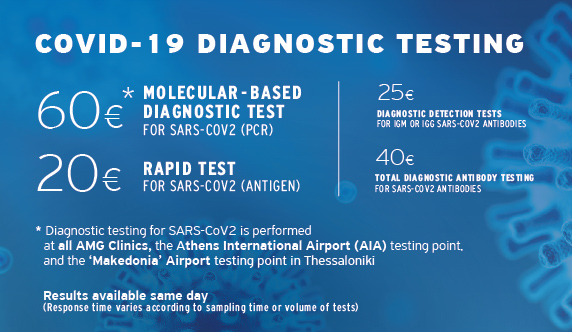 COVID-19 DIAGNOSTIC TESTING
60€*
MOLECULAR-BASED
DIAGNOSTIC TEST
FOR SARS-COV2 (PCR)
20€
RAPID TEST
FOR SARS-COV2 (ANTIGEN)
25€
DIAGNOSTIC DETECTION TESTS
FOR IGM OR IGG SARS-COV2 ANTIBODIES
40€
TOTAL DIAGNOSTIC ANTIBODY TESTING
FOR SARS-COV2 ANTIBODIES
* Diagnostic testing for SARS-CoV2 is performed
at all AMG Clinics, the Athens International Airport (AIA) testing point,
and the ‘Makedonia’ Airport testing point in Thessaloniki
Results available same day
(Response time varies according to sampling time or volume of tests)